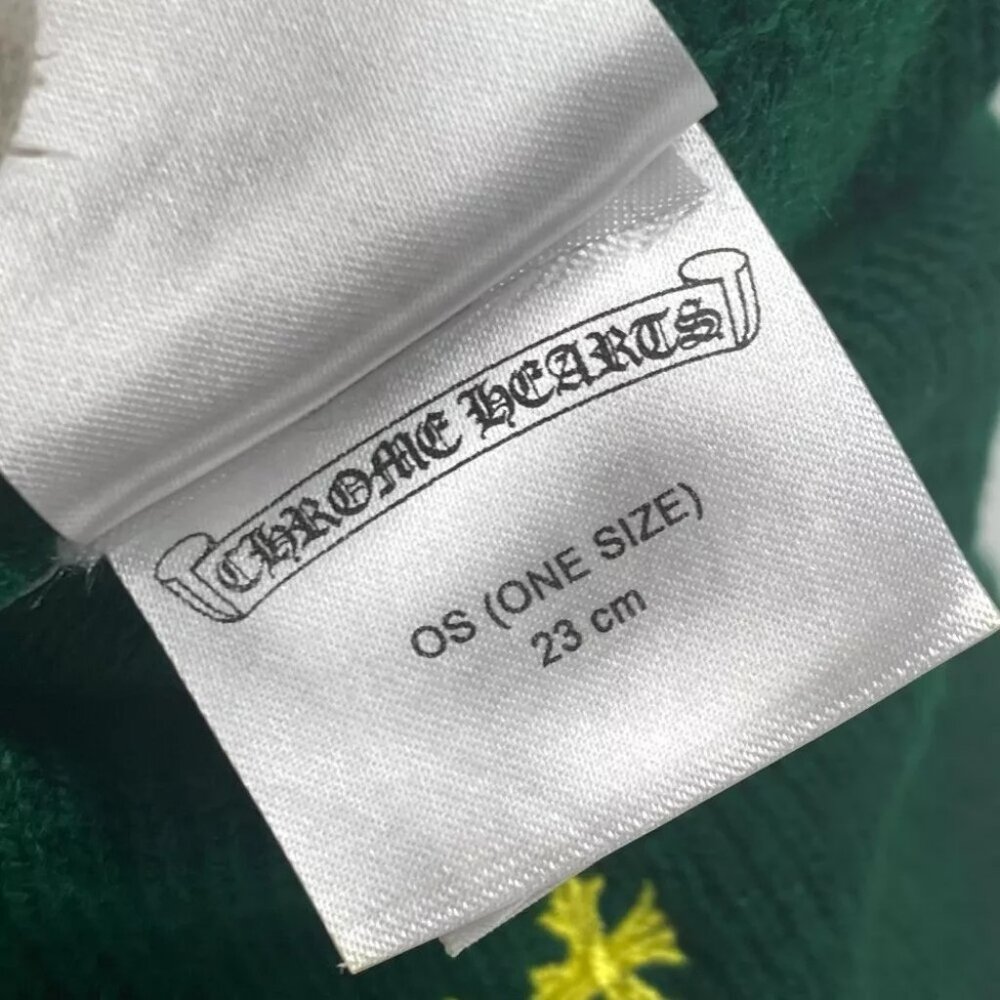 CHROME HEARTS
OS (ONE SIZE)
23 cm